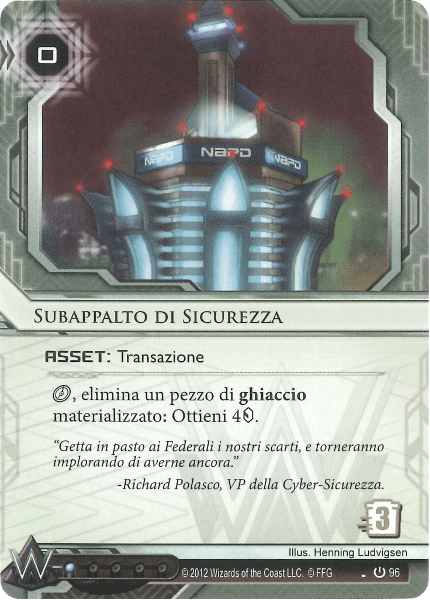 0
NAPD
NAPD
NAPD
SUBAPPALTO DI SICUREZZA
ASSET: Transazione
, elimina un pezzo di ghiaccio
materializzato: Ottieni 4.
“Getta in pasto ai Federali i nostri scarti, e torneranno
implorando di averne ancora.”
-Richard Polasco, VP della Cyber-Sicurezza.
3
Illus. Henning Ludvigsen
W
© 2012 Wizards of the Coast LLC. © FFG
96